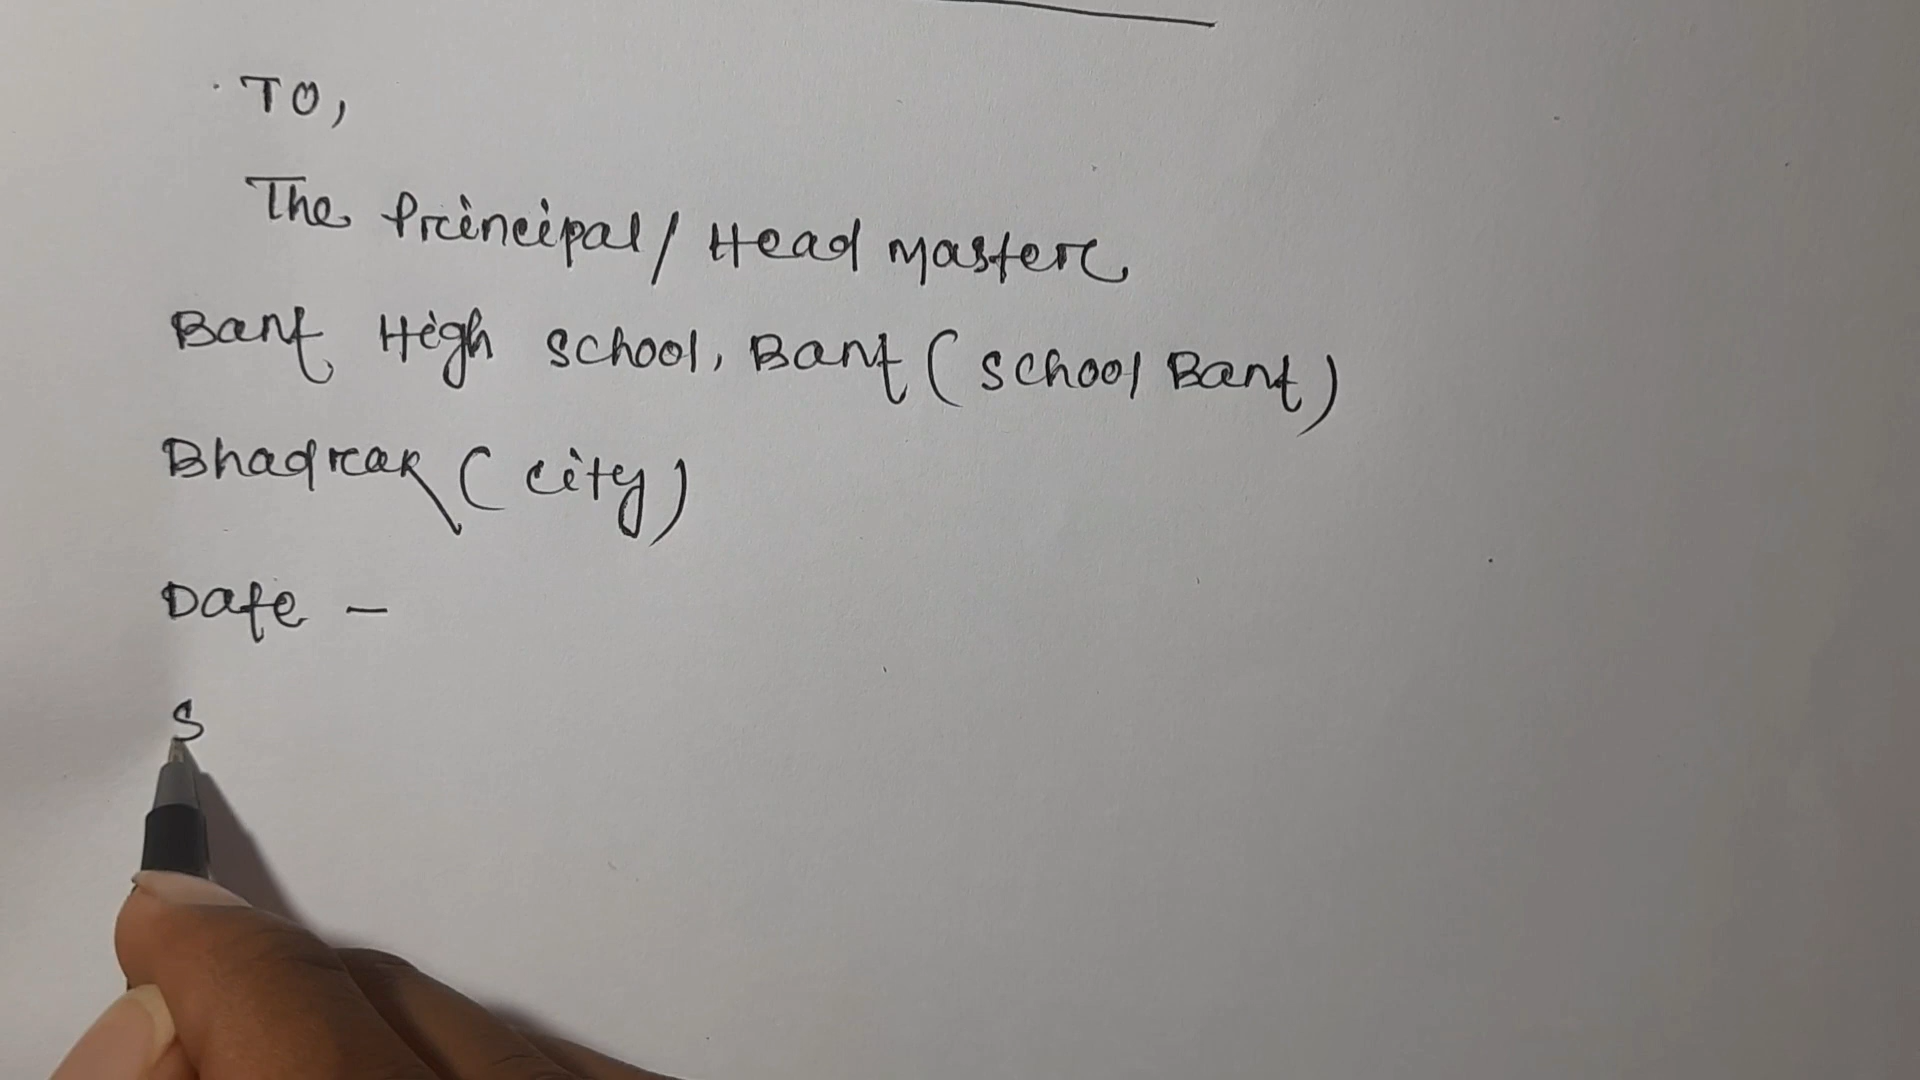 TO,
The Principal/Head Master
Bant High School, Bant (School Bant)
Bhadrak (city)
Date -
S